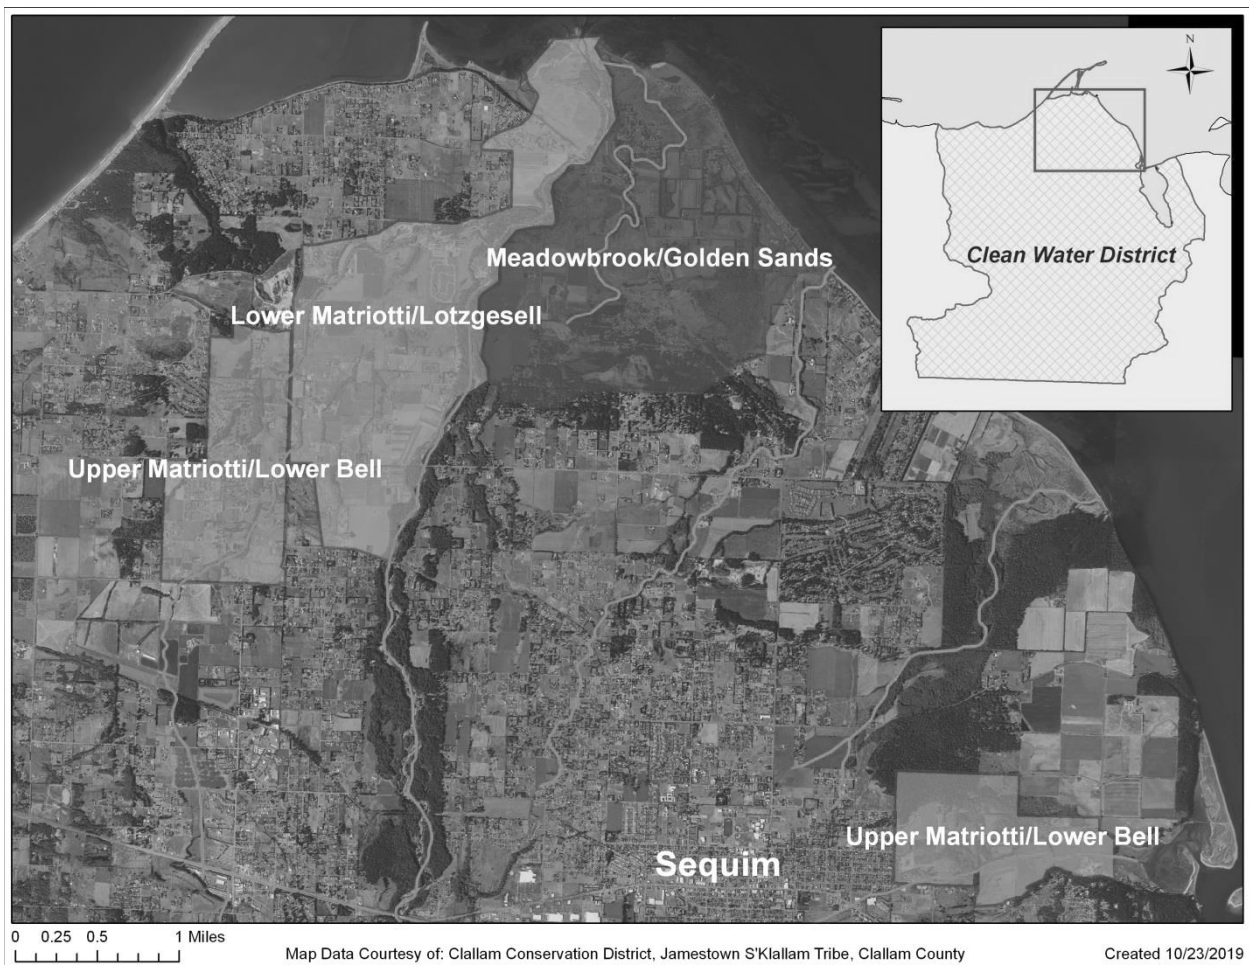 N
Clean Water District
Meadowbrook/Golden Sands
Lower Matriotti/Lotzgesell
Upper Matriotti/Lower Bell
Upper Matriotti/Lower Bell
Sequim
0 0.25 0.5 1 Miles
Map Data Courtesy of: Clallam Conservation District, Jamestown S'Klallam Tribe, Clallam County
Created 10/23/2019